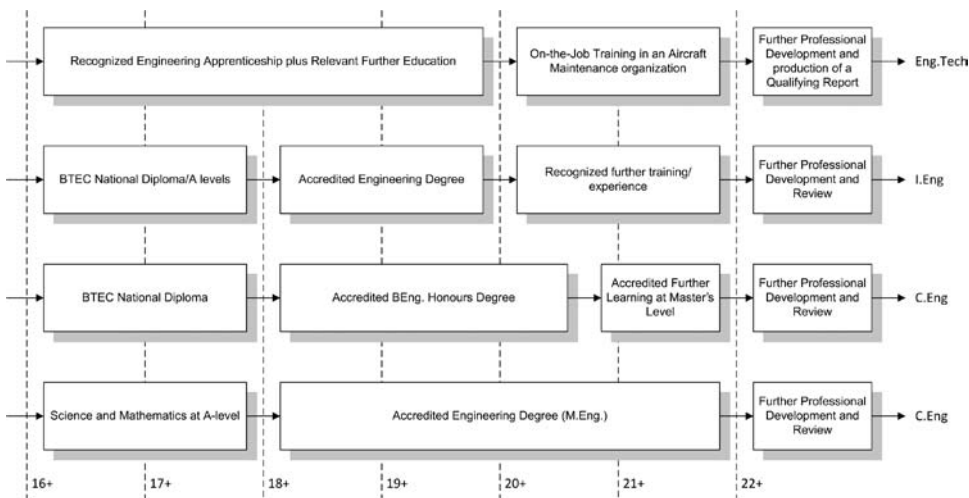 Recognized Engineering Apprenticeship plus Relevant Further Education
On-the-Job Training in an Aircraft
Maintenance organization
Further Professional
Development and
production of a
Qualifying Report
Eng.Tech
BTEC National Diploma/A levels
Accredited Engineering Degree
Recognized further training/
experience
Further Professional
Development and
Review
I.Eng
BTEC National Diploma
Accredited BEng. Honours Degree
Accredited Further
Learning at Master's
Level
Further Professional
Development and
Review
C.Eng
Science and Mathematics at A-level
Accredited Engineering Degree (M.Eng.)
Further Professional
Development and
Review
C.Eng
16+
17+
18+
19+
20+
21+
22+